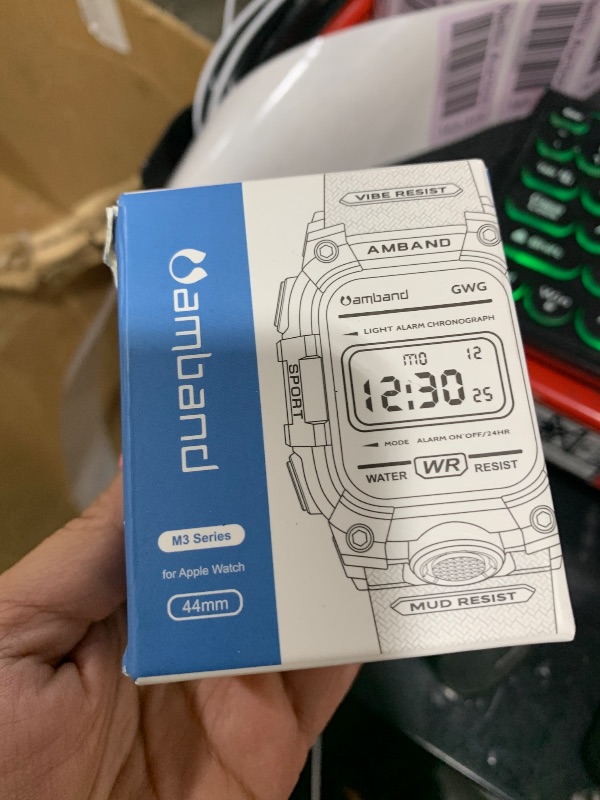 amband
M3 Series
for Apple Watch
44mm
VIBE RESIST
AMBAND
amband GWG
LIGHT ALARM CHRONOGRAPH
MO 12
12:30 25
SPORT
MODE ALARM ON OFF/24HR
WATER WR RESIST
MUD RESIST